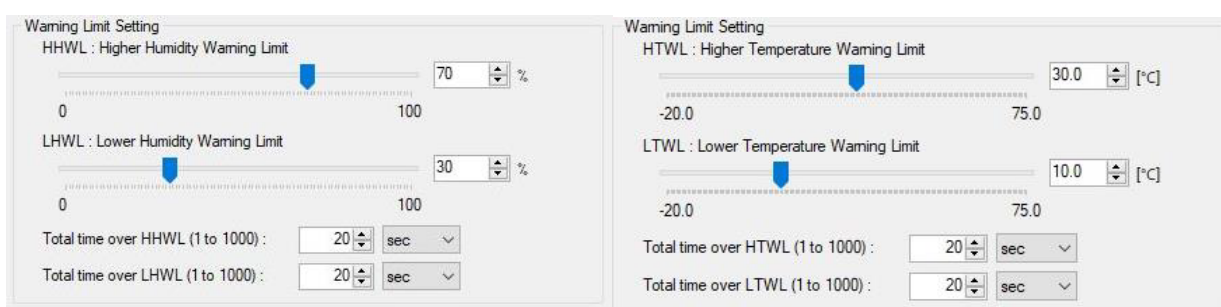 Warning Limit Setting
HHWL : Higher Humidity Warning Limit
70 %
0 100
LHWL : Lower Humidity Warning Limit
30 %
0 100
Total time over HHWL (1 to 1000) : 20 sec
Total time over LHWL (1 to 1000) : 20 sec
Warning Limit Setting
HTWL : Higher Temperature Warning Limit
30.0 [°C]
-20.0 75.0
LTWL : Lower Temperature Warning Limit
10.0 [°C]
-20.0 75.0
Total time over HTWL (1 to 1000) : 20 sec
Total time over LTWL (1 to 1000) : 20 sec